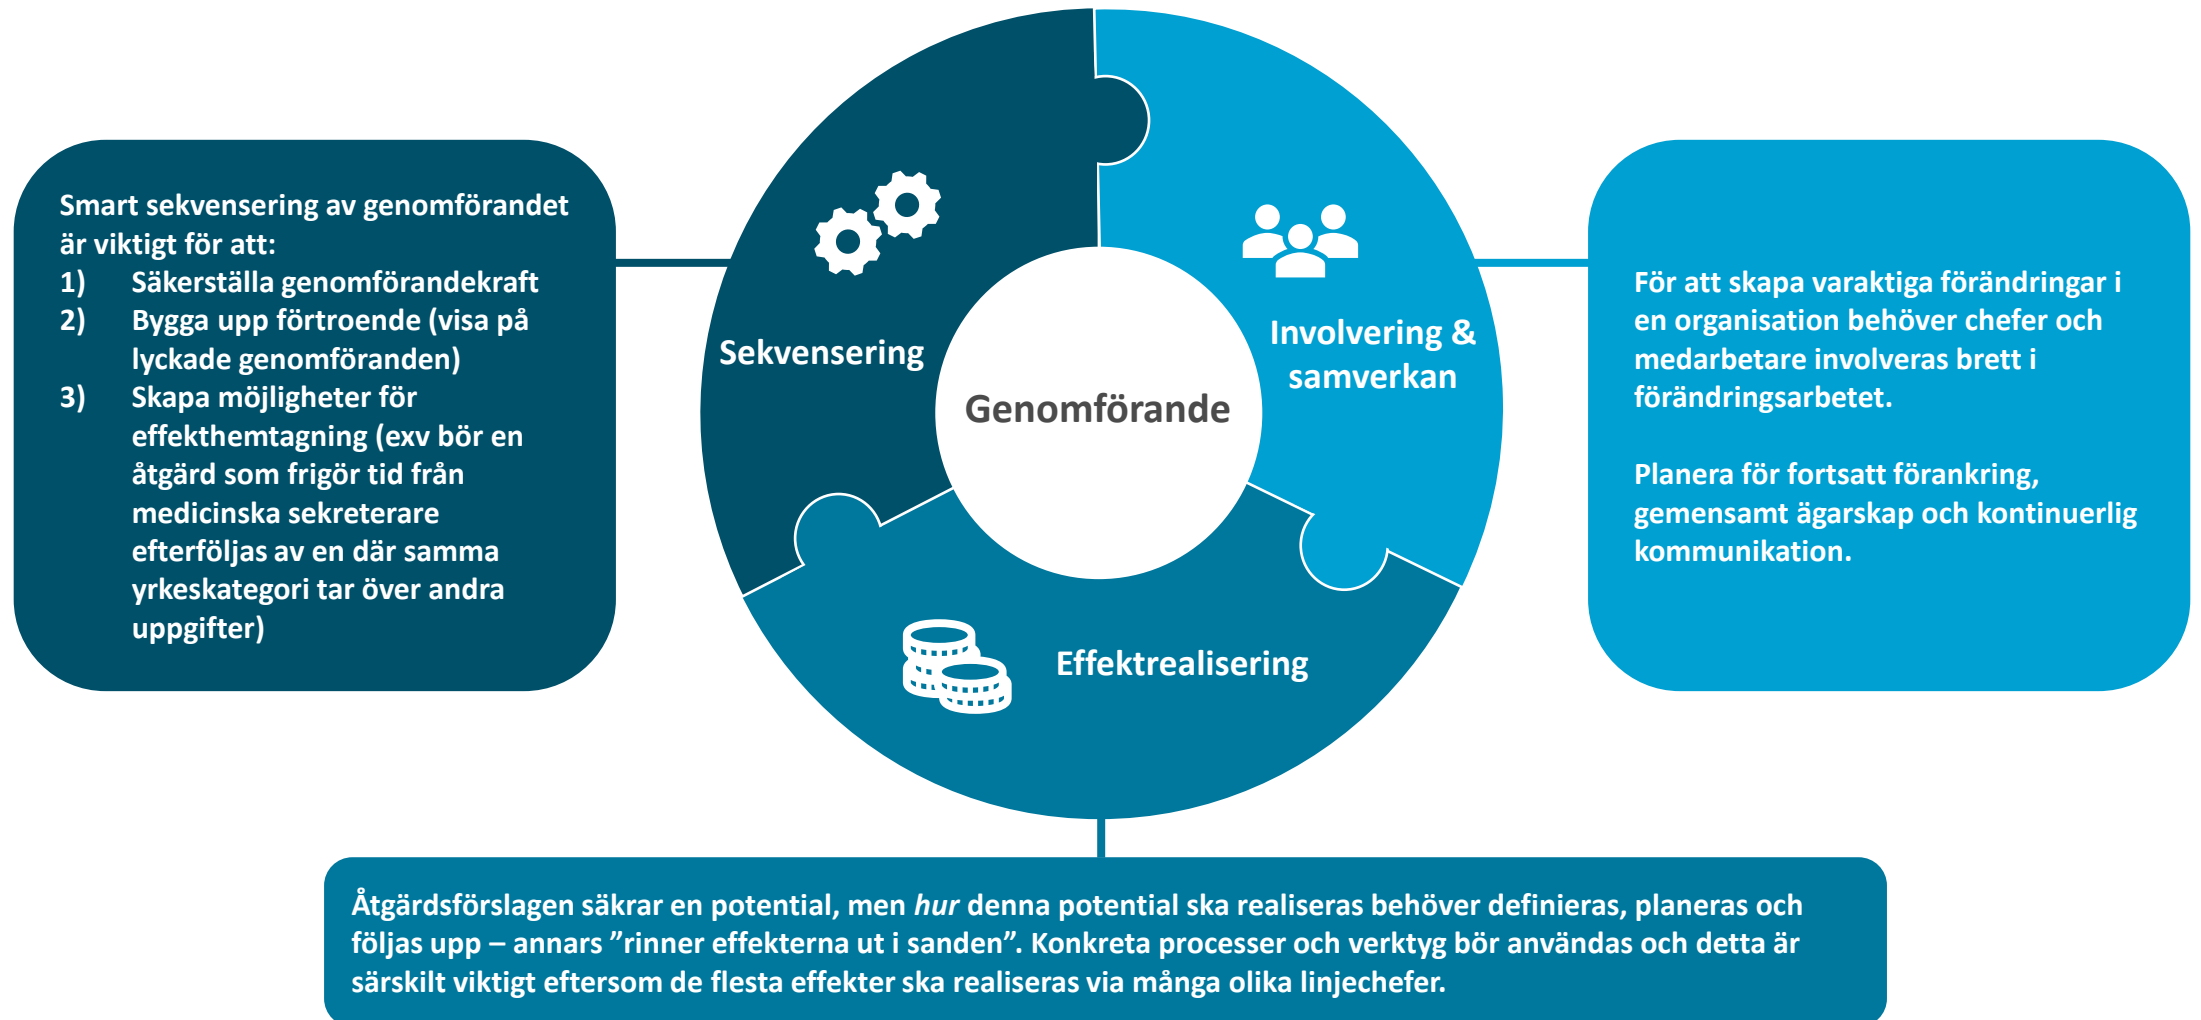 Smart sekvensering av genomförandet
är viktigt för att:
1) Säkerställa genomförandekraft
2) Bygga upp förtroende (visa på
lyckade genomföranden)
3) Skapa möjligheter för
effekthemtagning (exv bör en
åtgärd som frigör tid från
medicinska sekreterare
efterföljas av en där samma
yrkeskategori tar över andra
uppgifter)
Sekvensering
Genomförande
Involvering &
samverkan
Effektrealisering
För att skapa varaktiga förändringar i
en organisation behöver chefer och
medarbetare involveras brett i
förändringsarbetet.
Planera för fortsatt förankring,
gemensamt ägarskap och kontinuerlig
kommunikation.
Åtgärdsförslagen säkrar en potential, men hur denna potential ska realiseras behöver definieras, planeras och
följas upp – annars ”rinner effekterna ut i sanden”. Konkreta processer och verktyg bör användas och detta är
särskilt viktigt eftersom de flesta effekter ska realiseras via många olika linjechefer.